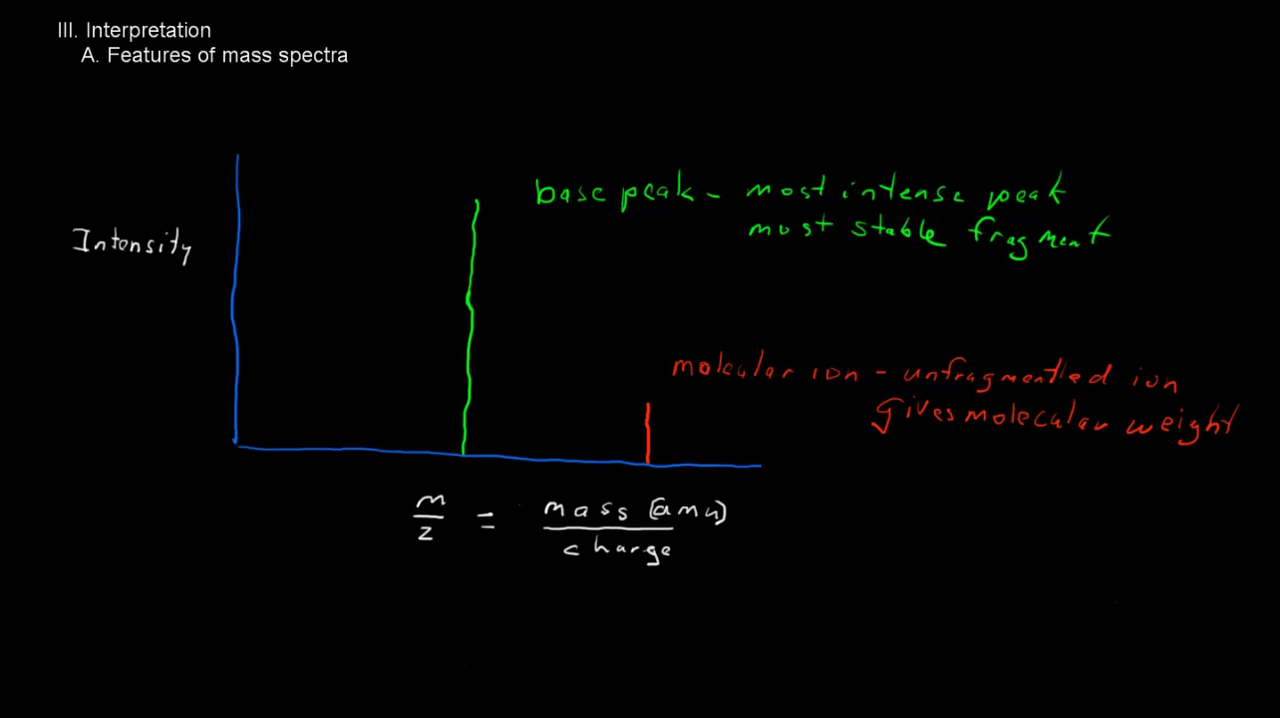 III. Interpretation
A. Features of mass spectra
base peak - most intense peak
most stable fragment
Intensity
molecular ion - unfragmentied ion
gives molecular weight
m/z = mass (amu)/charge